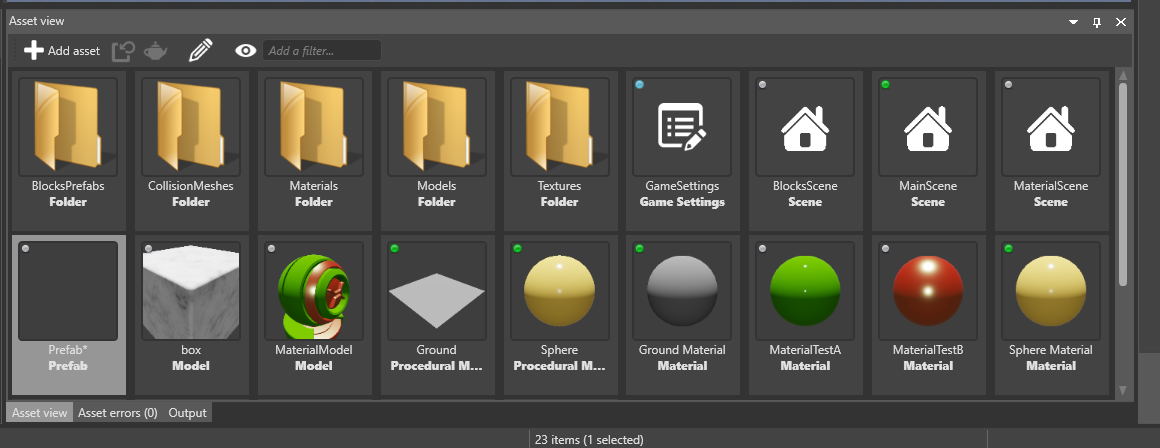 Asset view
Add asset
Add a filter...
BlocksPrefabs
Folder
CollisionMeshes
Folder
Materials
Folder
Models
Folder
Textures
Folder
GameSettings
Game Settings
BlocksScene
Scene
MainScene
Scene
MaterialScene
Scene
Prefab*
Prefab
box
Model
MaterialModel
Model
Ground
Procedural M...
Sphere
Procedural M...
Ground Material
Material
MaterialTestA
Material
MaterialTestB
Material
Sphere Material
Material
Asset view Asset errors (0) Output
23 items (1 selected)